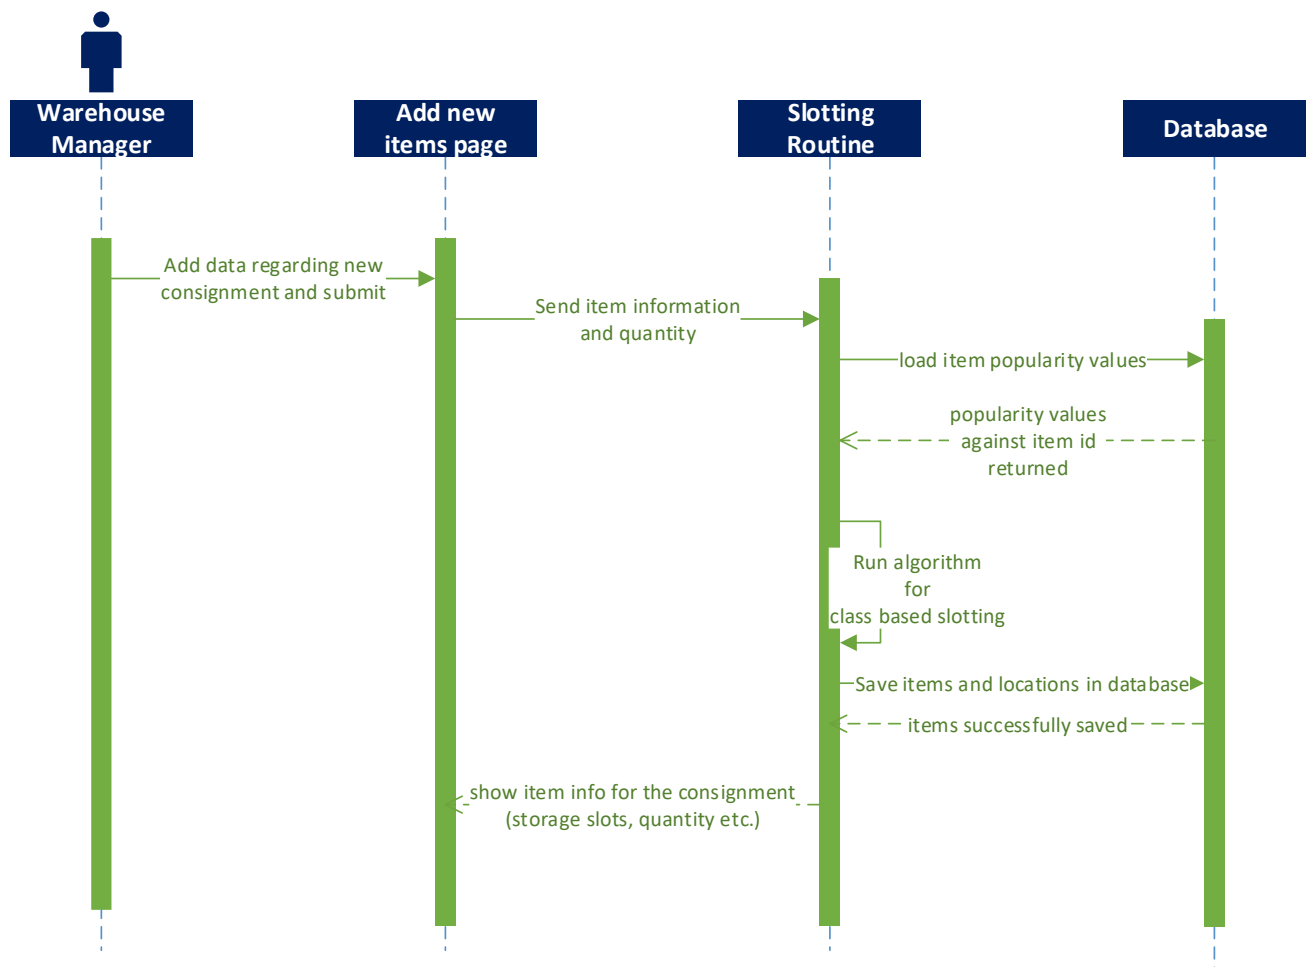 Warehouse
Manager
Add new
items page
Slotting
Routine
Database
Add data regarding new
consignment and submit
Send item information
and quantity
load item popularity values
popularity values
against item id
returned
Run algorithm
for
class based slotting
Save items and locations in database
items successfully saved
show item info for the consignment
(storage slots, quantity etc.)